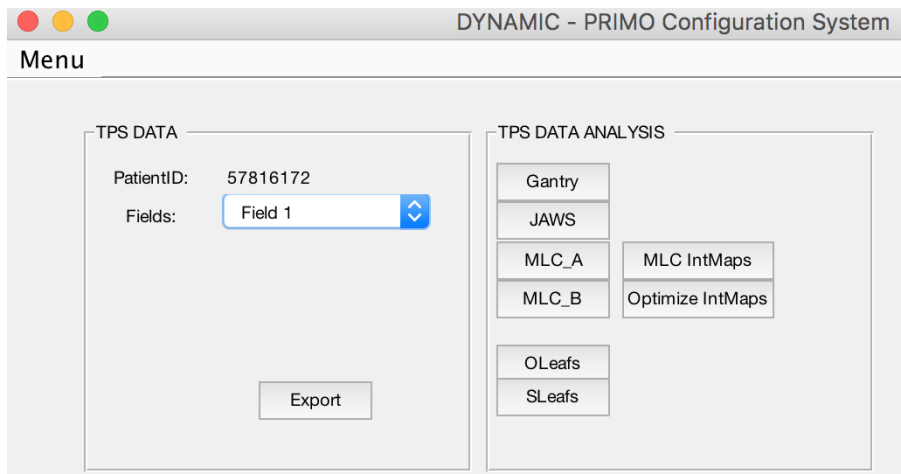 DYNAMIC - PRIMO Configuration System
Menu
TPS DATA
PatientID: 57816172
Fields: Field 1
Export
TPS DATA ANALYSIS
Gantry
JAWS
MLC_A MLC IntMaps
MLC_B Optimize IntMaps
OLeafs
SLeafs